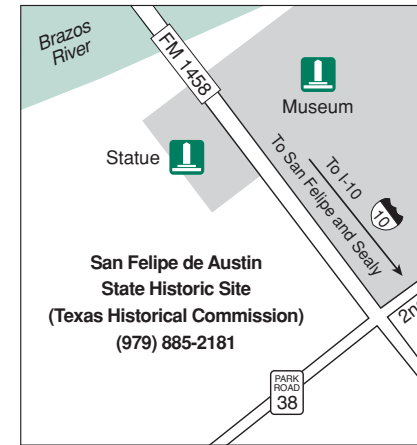 Brazos
River
FM 1458
Museum
Statue
To I-10
To San Felipe and Sealy
10
San Felipe de Austin
State Historic Site
(Texas Historical Commission)
(979) 885-2181
2n
PARK
ROAD
38